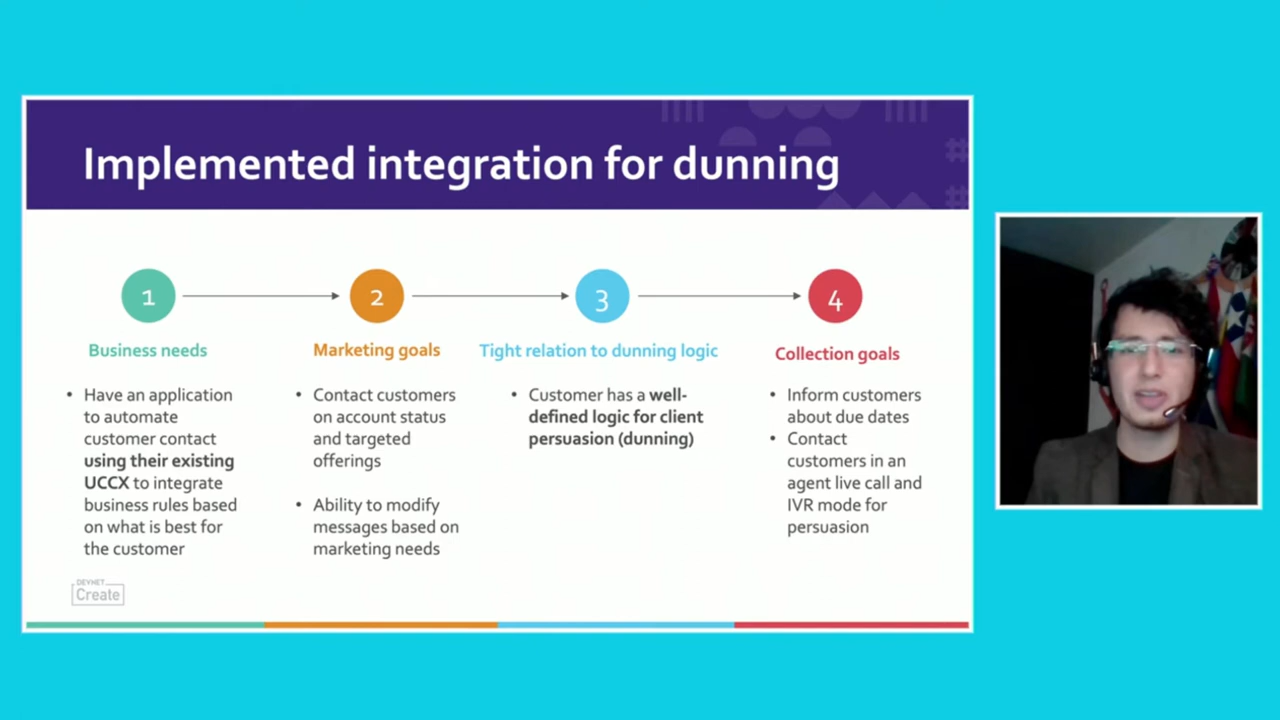 Implemented integration for dunning
1
2
3
4
Business needs
Marketing goals
Tight relation to dunning logic
Collection goals
• Have an application
to automate
customer contact
using their existing
UCCX to integrate
business rules based
on what is best for
the customer
• Contact customers
on account status
and targeted
offerings
• Ability to modify
messages based on
marketing needs
• Customer has a well-
defined logic for client
persuasion (dunning)
• Inform customers
about due dates
• Contact
customers in an
agent live call and
IVR mode for
persuasion
DEVNET
Create